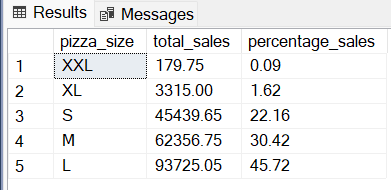 Results Messages
pizza_size total_sales percentage_sales
1 XXL 179.75 0.09
2 XL 3315.00 1.62
3 S 45439.65 22.16
4 M 62356.75 30.42
5 L 93725.05 45.72